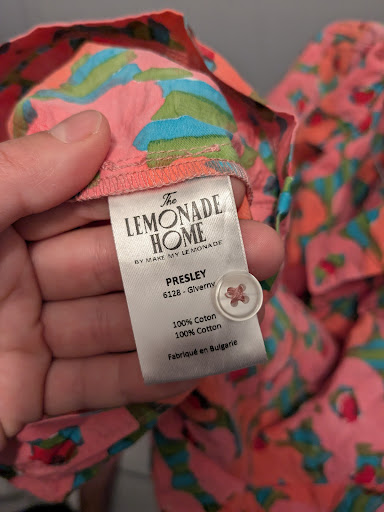 The
LEMONADE
HOME
BY MAKE MY LEMONADE
PRESLEY
6128 - Giverny
100% Coton
100% Cotton
Fabriqué en Bulgarie